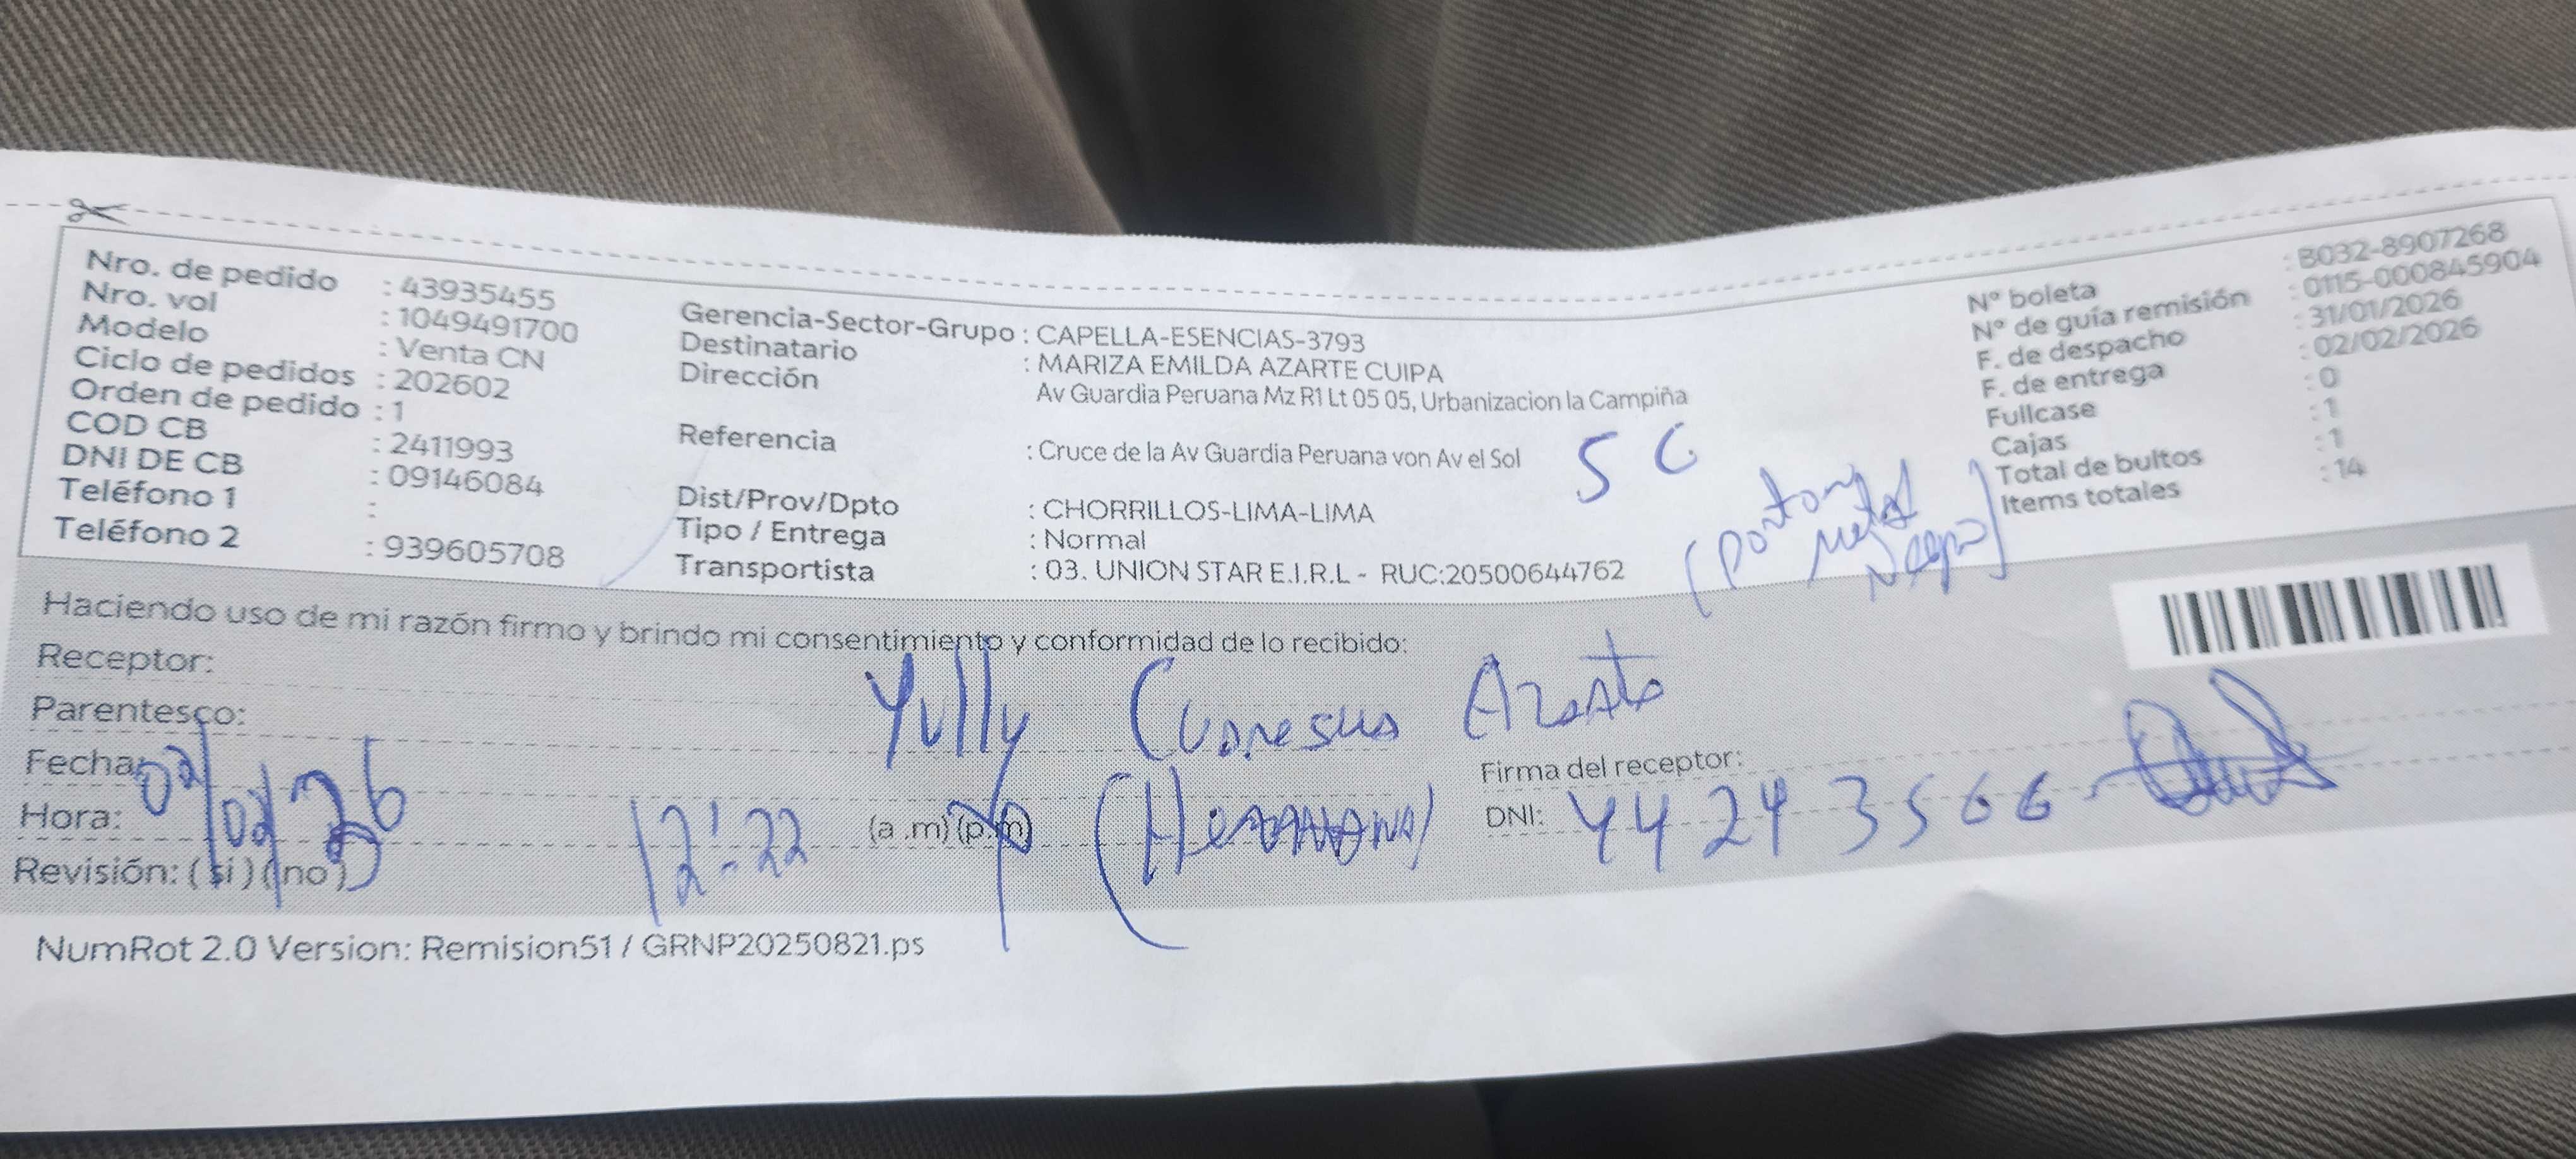 Nro. de pedido : 43935455
Nro. vol : 1049491700
Modelo : Venta CN
Ciclo de pedidos : 202602
Orden de pedido : 1
COD CB : 2411993
DNI DE CB : 09146084
Teléfono 1 :
Teléfono 2 : 939605708
Gerencia-Sector-Grupo : CAPELLA-ESENCIAS-3793
Destinatario : MARIZA EMILDA AZARTE CUIPA
Dirección Av Guardia Peruana Mz R1 Lt 05 05, Urbanizacion la Campiña
Referencia : Cruce de la Av Guardia Peruana von Av el Sol
Dist/Prov/Dpto : CHORRILLOS-LIMA-LIMA
Tipo / Entrega : Normal
Transportista : 03. UNION STAR E.I.R.L - RUC:20500644762
5 C
(porton
Metal
Negro)
N° boleta : B032-8907268
N° de guía remisión : 0115-000845904
F. de despacho : 31/01/2026
F. de entrega : 02/02/2026
Fullcase : 0
Cajas : 1
Total de bultos : 1
Items totales : 14
Haciendo uso de mi razón firmo y brindo mi consentimiento y conformidad de lo recibido:
Receptor:
Yully Azarte
Parentesco:
Fecha: 02/02/26
Firma del receptor:
Hora: 12:22 (a .m) (p.m) (Hermana)
DNI: 44243566
Revisión: ( si ) ( no )
NumRot 2.0 Version: Remision51 / GRNP20250821.ps